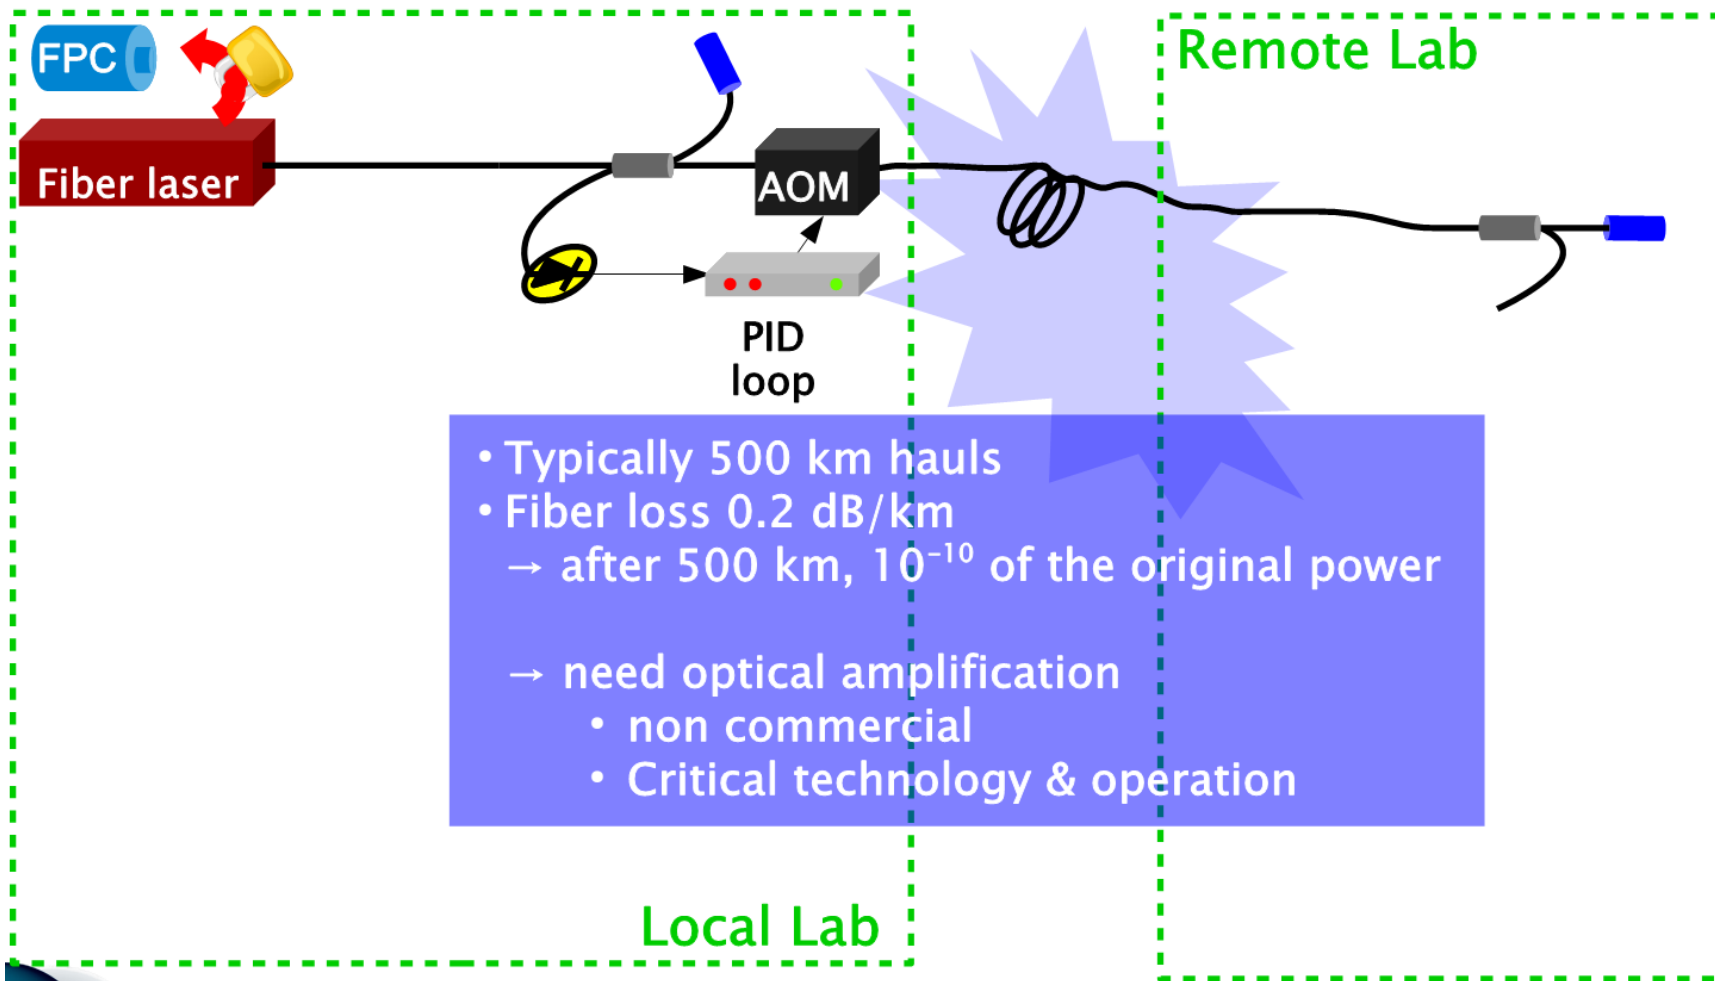 FPC
Remote Lab
Fiber laser
AOM
PID
loop
• Typically 500 km hauls
• Fiber loss 0.2 dB/km
→ after 500 km, 10⁻¹⁰ of the original power
→ need optical amplification
• non commercial
• Critical technology & operation
Local Lab